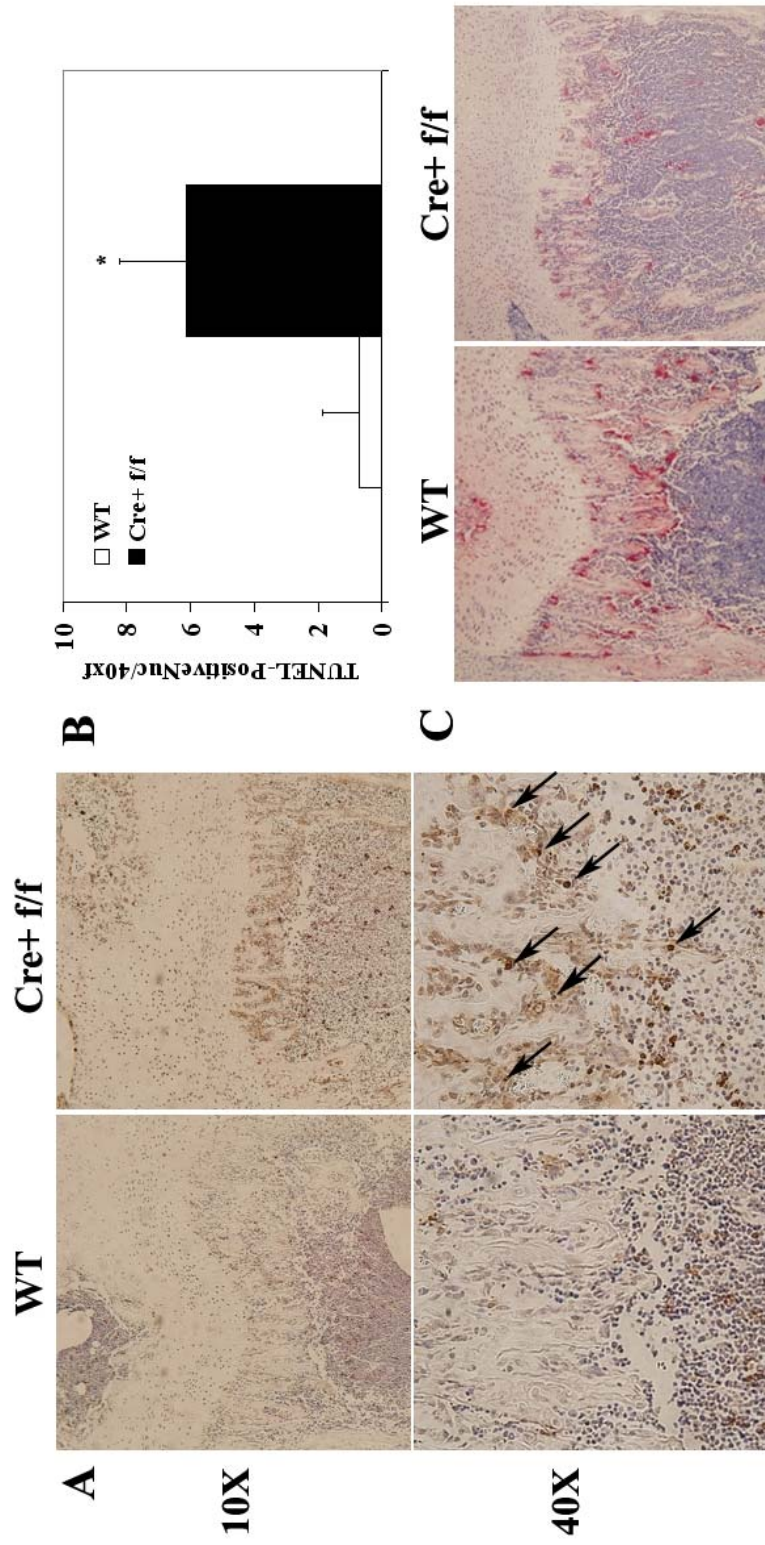 A
WT
Cre+ f/f
10X
40X
B
TUNEL-PositiveNuc/40xf
10
8
6
4
2
0
WT
Cre+ f/f
*
C
WT
Cre+ f/f